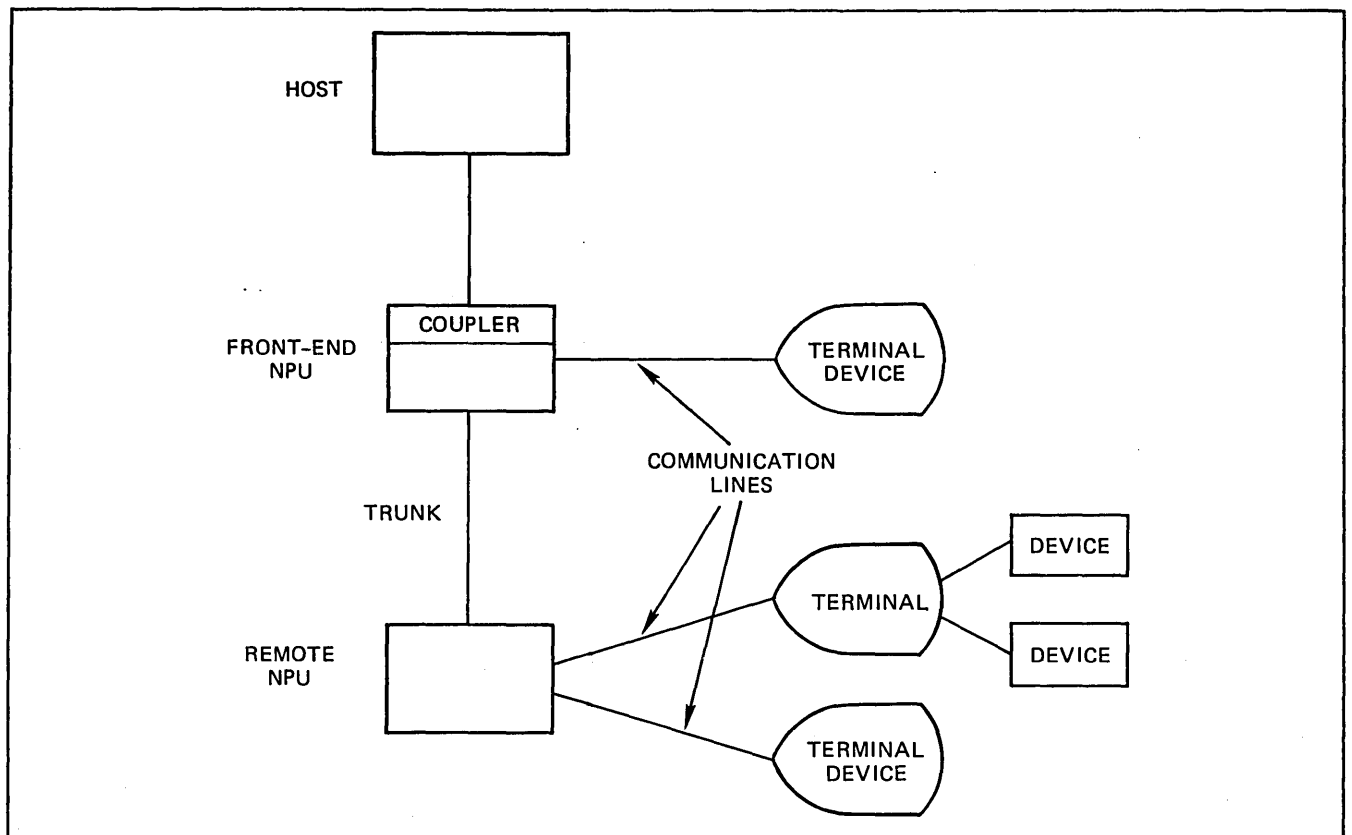 HOST
COUPLER
FRONT-END
NPU
TERMINAL
DEVICE
COMMUNICATION
LINES
TRUNK
DEVICE
TERMINAL
DEVICE
REMOTE
NPU
TERMINAL
DEVICE